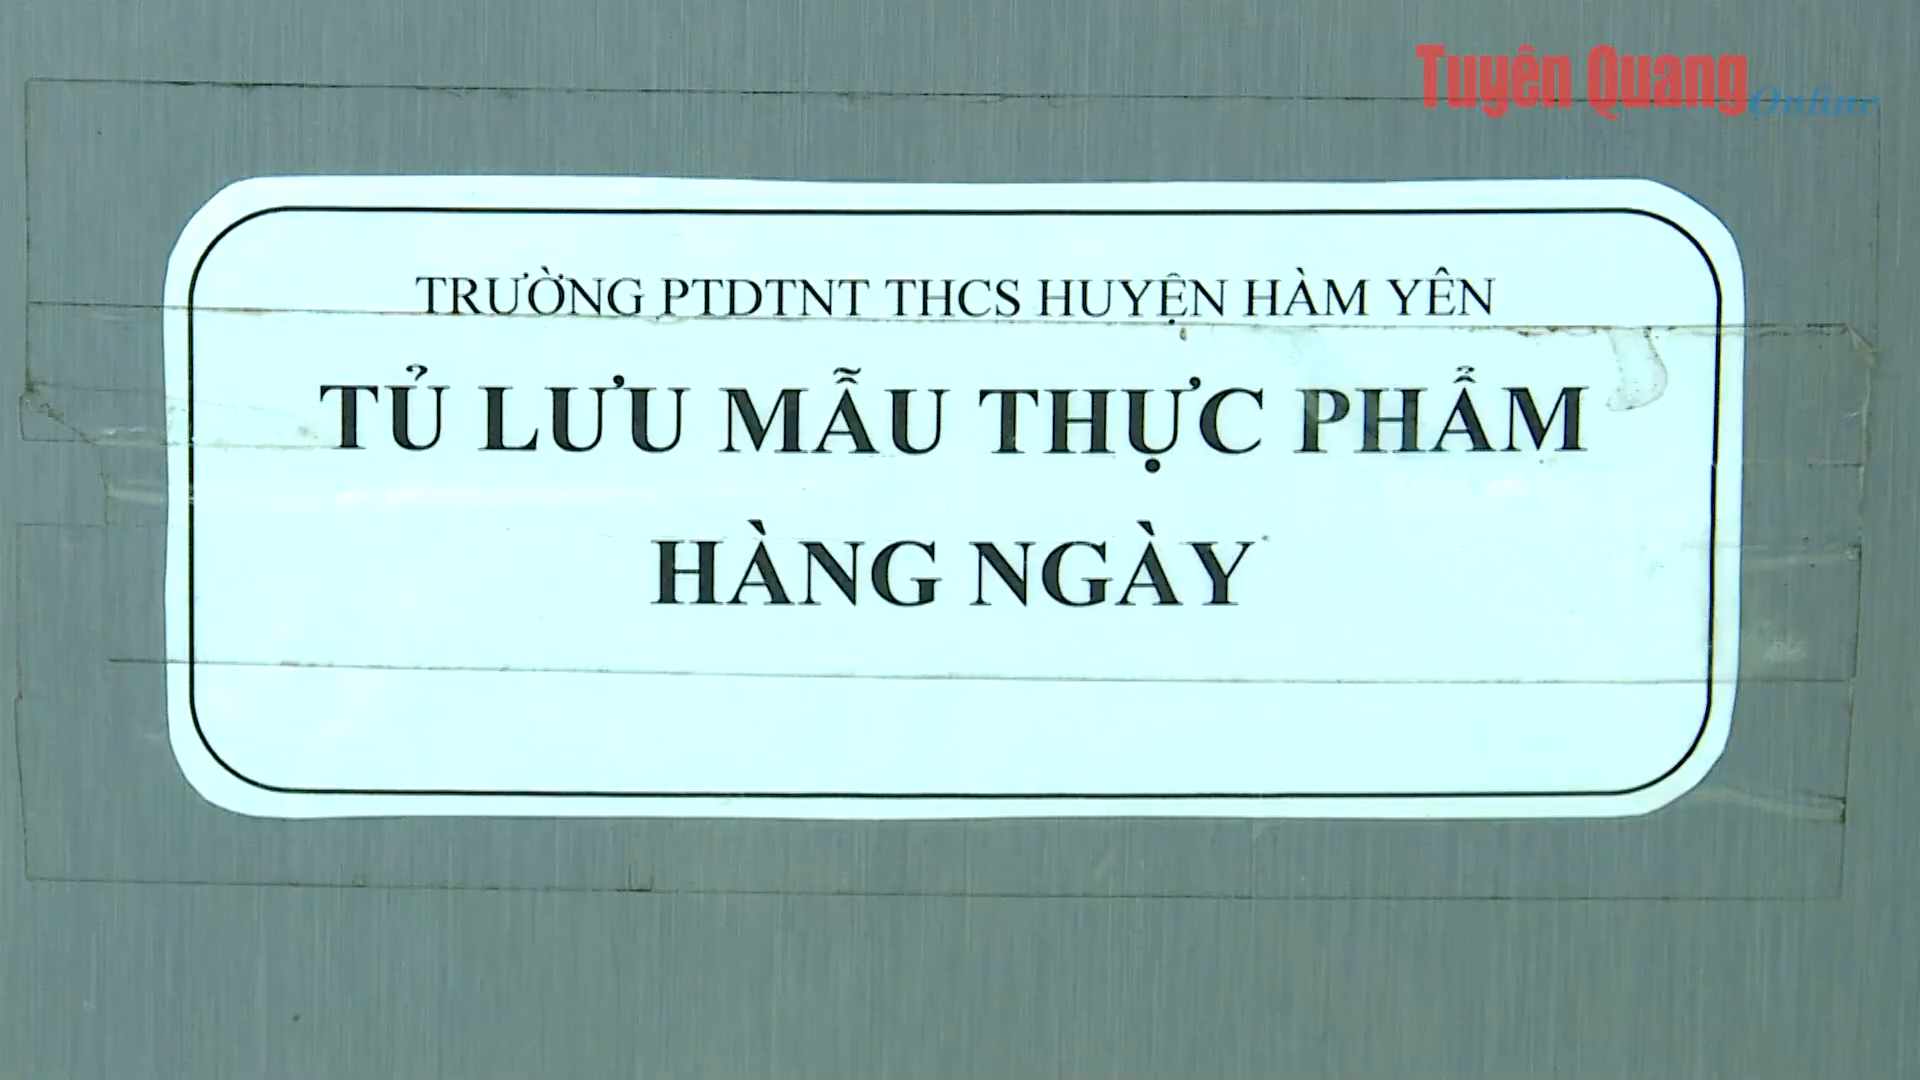 Tuyên Quang Online
TRƯỜNG PTDTNT THCS HUYỆN HÀM YÊN
TỦ LƯU MẪU THỰC PHẨM
HÀNG NGÀY